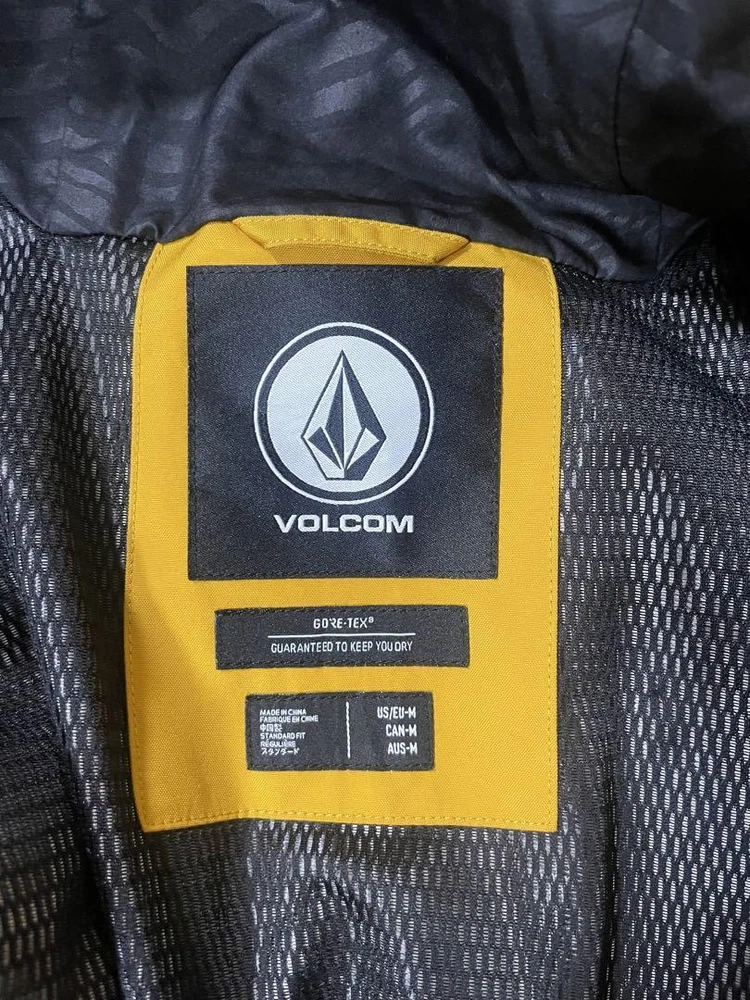 VOLCOM
GORE-TEX®
GUARANTEED TO KEEP YOU DRY
MADE IN CHINA
FABRIQUE EN CHINE
中国製
STANDARD FIT
RÉGULIÈRE
スタンダード
US/EU-M
CAN-M
AUS-M